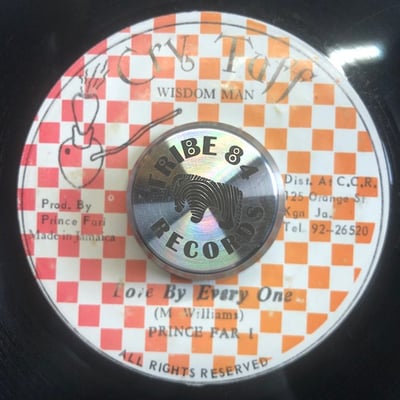 Cry Tuff
WISDOM MAN
TRIBE 84
RECORDS
Prod. By
Prince Fari
Made in Jamaica
Dist. At C.C.R.
125 Orange St.
Kgn Ja.
Tel. 92-26520
Love By Every One
(M Williams)
PRINCE FAR I
ALL RIGHTS RESERVED